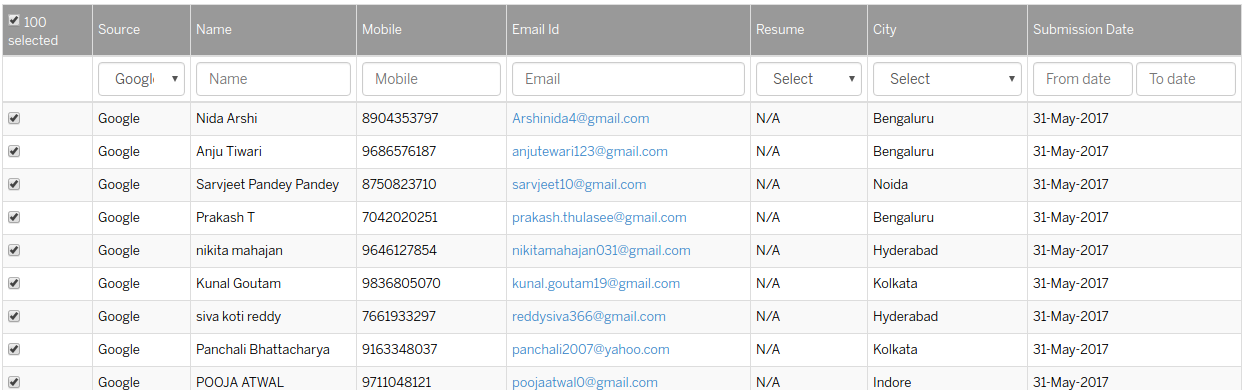 100 selected Source Name Mobile Email Id Resume City Submission Date
Google Name Mobile Email Select Select From date To date
Google Nida Arshi 8904353797 Arshinida4@gmail.com N/A Bengaluru 31-May-2017
Google Anju Tiwari 9686576187 anjutewari123@gmail.com N/A Bengaluru 31-May-2017
Google Sarvjeet Pandey Pandey 8750823710 sarvjeet10@gmail.com N/A Noida 31-May-2017
Google Prakash T 7042020251 prakash.thulasee@gmail.com N/A Bengaluru 31-May-2017
Google nikita mahajan 9646127854 nikitamahajan031@gmail.com N/A Hyderabad 31-May-2017
Google Kunal Goutam 9836805070 kunal.goutam19@gmail.com N/A Kolkata 31-May-2017
Google siva koti reddy 7661933297 reddysiva366@gmail.com N/A Hyderabad 31-May-2017
Google Panchali Bhattacharya 9163348037 panchali2007@yahoo.com N/A Kolkata 31-May-2017
Google POOJA ATWAL 9711048121 poojaatwal0@gmail.com N/A Indore 31-May-2017